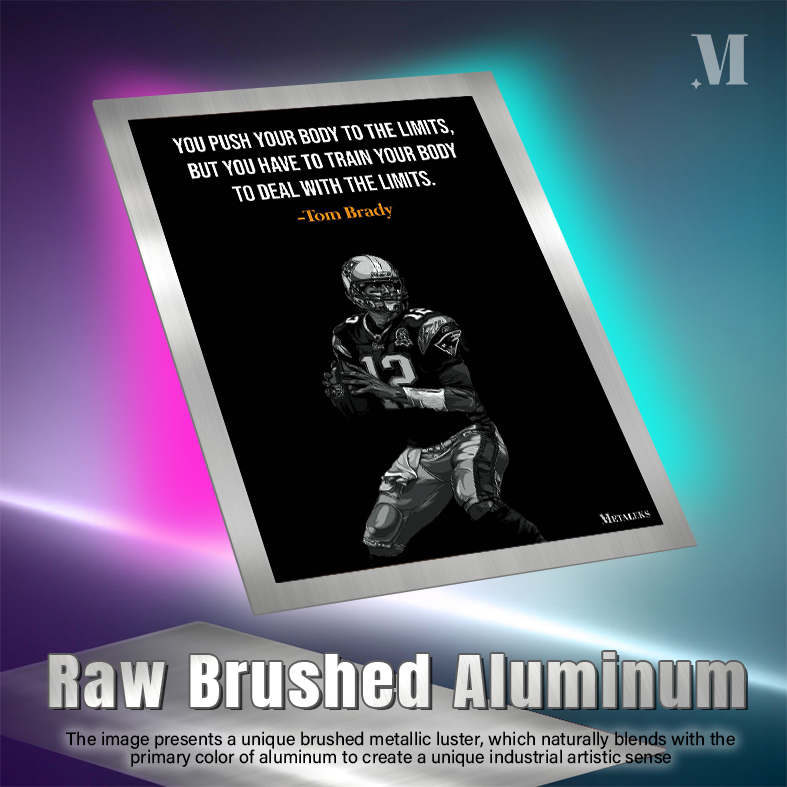 M
YOU PUSH YOUR BODY TO THE LIMITS,
BUT YOU HAVE TO TRAIN YOUR BODY
TO DEAL WITH THE LIMITS.
-Tom Brady
12
12
METALEKS
Raw Brushed Aluminum
The image presents a unique brushed metallic luster, which naturally blends with the
primary color of aluminum to create a unique industrial artistic sense